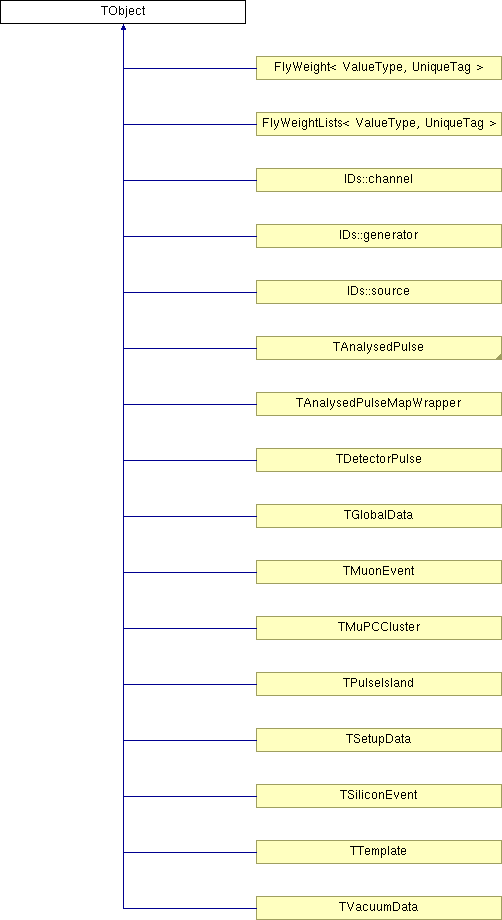 TObject
FlyWeight< ValueType, UniqueTag >
FlyWeightLists< ValueType, UniqueTag >
IDs::channel
IDs::generator
IDs::source
TAnalysedPulse
TAnalysedPulseMapWrapper
TDetectorPulse
TGlobalData
TMuonEvent
TMuPCCluster
TPulseIsland
TSetupData
TSiliconEvent
TTemplate
TVacuumData